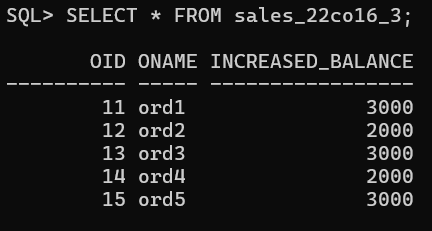 SQL> SELECT * FROM sales_22co16_3;
OID ONAME INCREASED_BALANCE
---------- ----- -----------------
11 ord1 3000
12 ord2 2000
13 ord3 3000
14 ord4 2000
15 ord5 3000